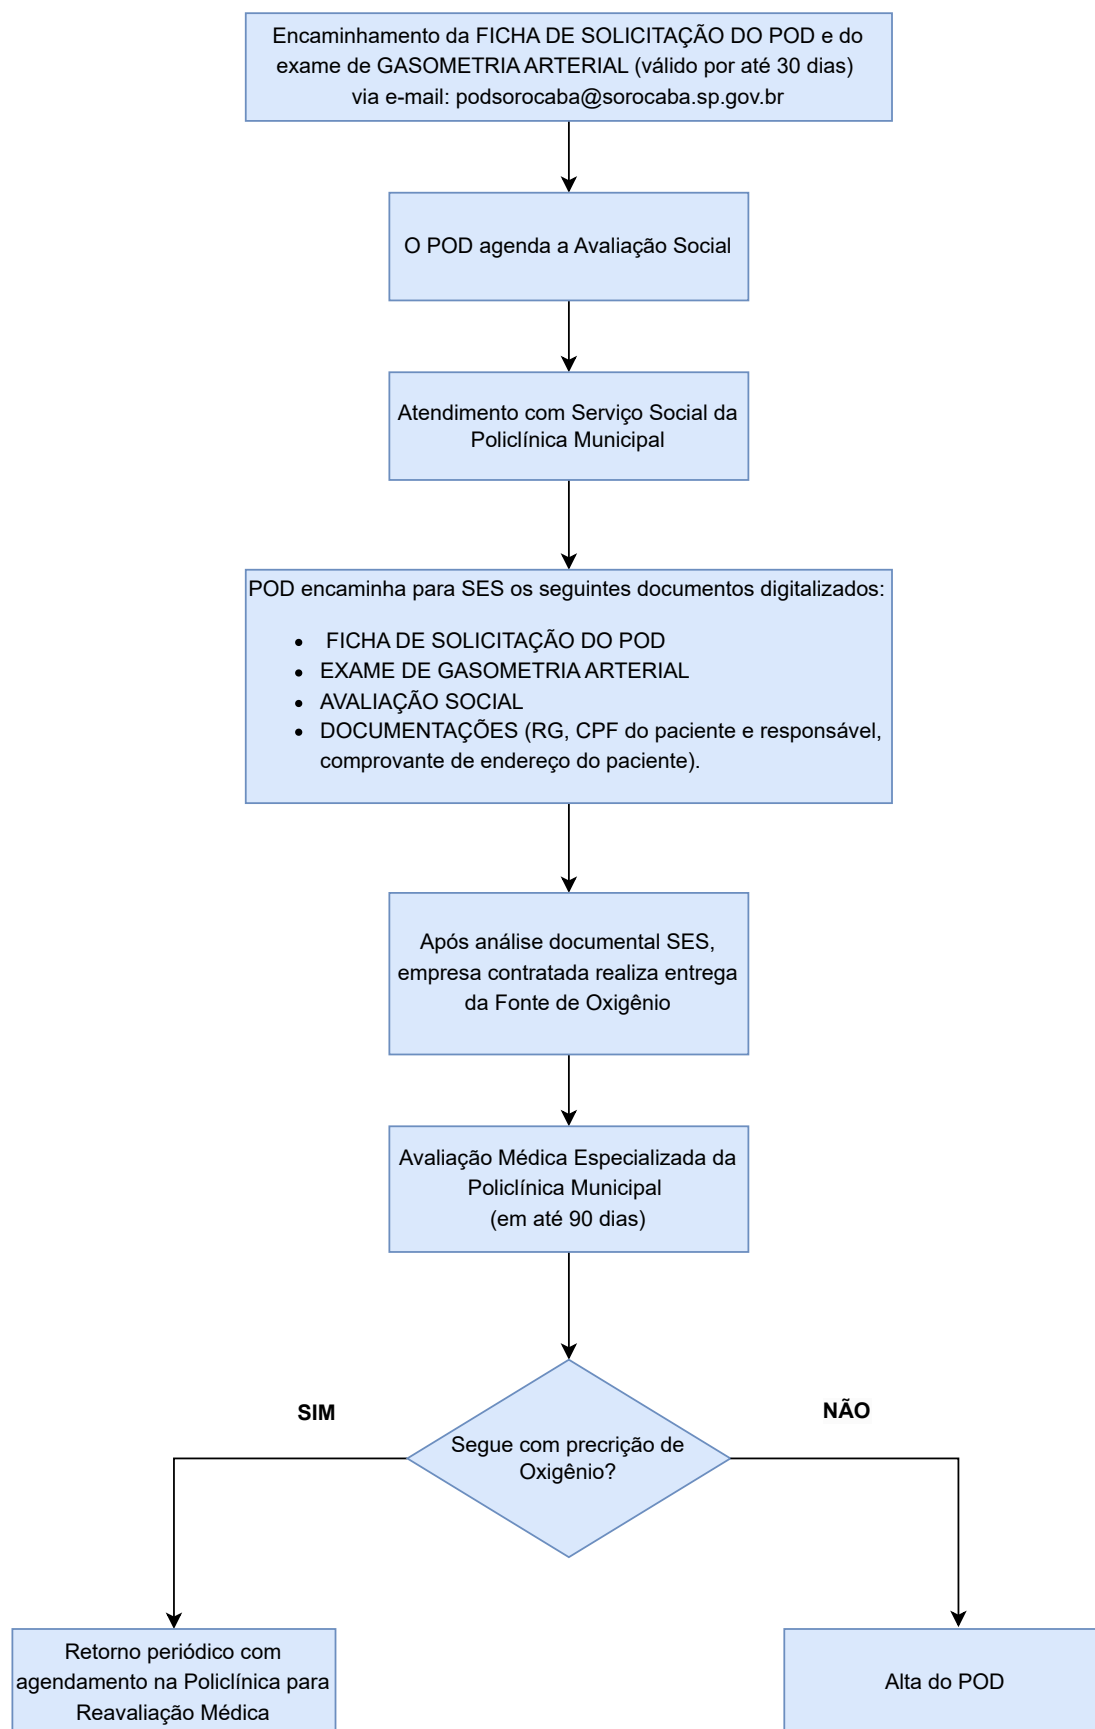 Encaminhamento da FICHA DE SOLICITAÇÃO DO POD e do
exame de GASOMETRIA ARTERIAL (válido por até 30 dias)
via e-mail: podsorocaba@sorocaba.sp.gov.br
O POD agenda a Avaliação Social
Atendimento com Serviço Social da
Policlínica Municipal
POD encaminha para SES os seguintes documentos digitalizados:
• FICHA DE SOLICITAÇÃO DO POD
• EXAME DE GASOMETRIA ARTERIAL
• AVALIAÇÃO SOCIAL
• DOCUMENTAÇÕES (RG, CPF do paciente e responsável,
comprovante de endereço do paciente).
Após análise documental SES,
empresa contratada realiza entrega
da Fonte de Oxigênio
Avaliação Médica Especializada da
Policlínica Municipal
(em até 90 dias)
SIM
NÃO
Segue com precrição de
Oxigênio?
Retorno periódico com
agendamento na Policlínica para
Reavaliação Médica
Alta do POD